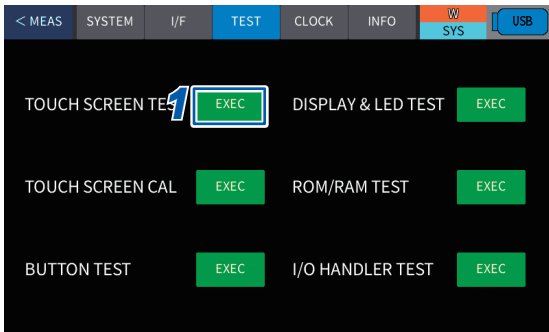 < MEAS SYSTEM I/F TEST CLOCK INFO W SYS USB
TOUCH SCREEN TE 1 EXEC DISPLAY & LED TEST EXEC
TOUCH SCREEN CAL EXEC ROM/RAM TEST EXEC
BUTTON TEST EXEC I/O HANDLER TEST EXEC